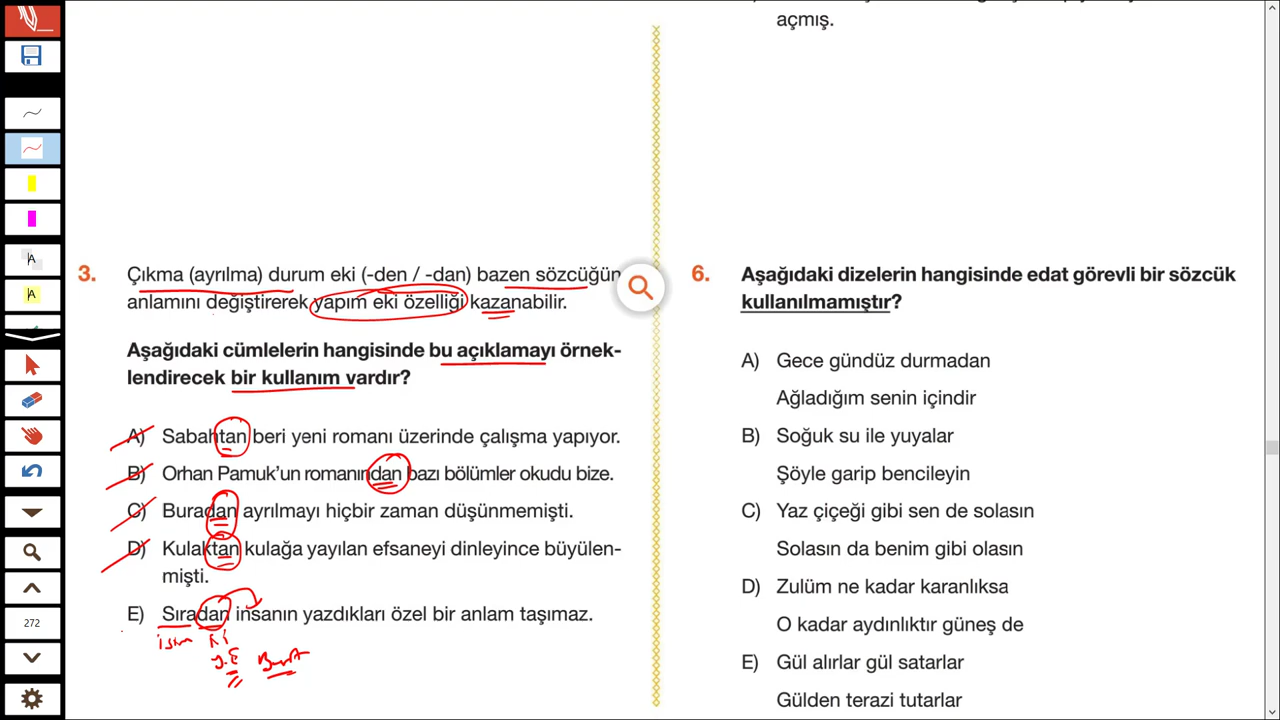 açmış.
3. Çıkma (ayrılma) durum eki (-den / -dan) bazen sözcüğün
anlamını değiştirerek yapım eki özelliği kazanabilir.
Aşağıdaki cümlelerin hangisinde bu açıklamayı örnek-
lendirecek bir kullanım vardır?
A) Sabahtan beri yeni romanı üzerinde çalışma yapıyor.
B) Orhan Pamuk'un romanından bazı bölümler okudu bize.
C) Buradan ayrılmayı hiçbir zaman düşünmemişti.
D) Kulaktan kulağa yayılan efsaneyi dinleyince büyülen-
mişti.
E) Sıradan insanın yazdıkları özel bir anlam taşımaz.
isim
6. Aşağıdaki dizelerin hangisinde edat görevli bir sözcük
kullanılmamıştır?
A) Gece gündüz durmadan
Ağladığım senin içindir
B) Soğuk su ile yuyalar
Şöyle garip bencileyin
C) Yaz çiçeği gibi sen de solasın
Solasın da benim gibi olasın
D) Zulüm ne kadar karanlıksa
O kadar aydınlıktır güneş de
E) Gül alırlar gül satarlar
Gülden terazi tutarlar
A
A
272